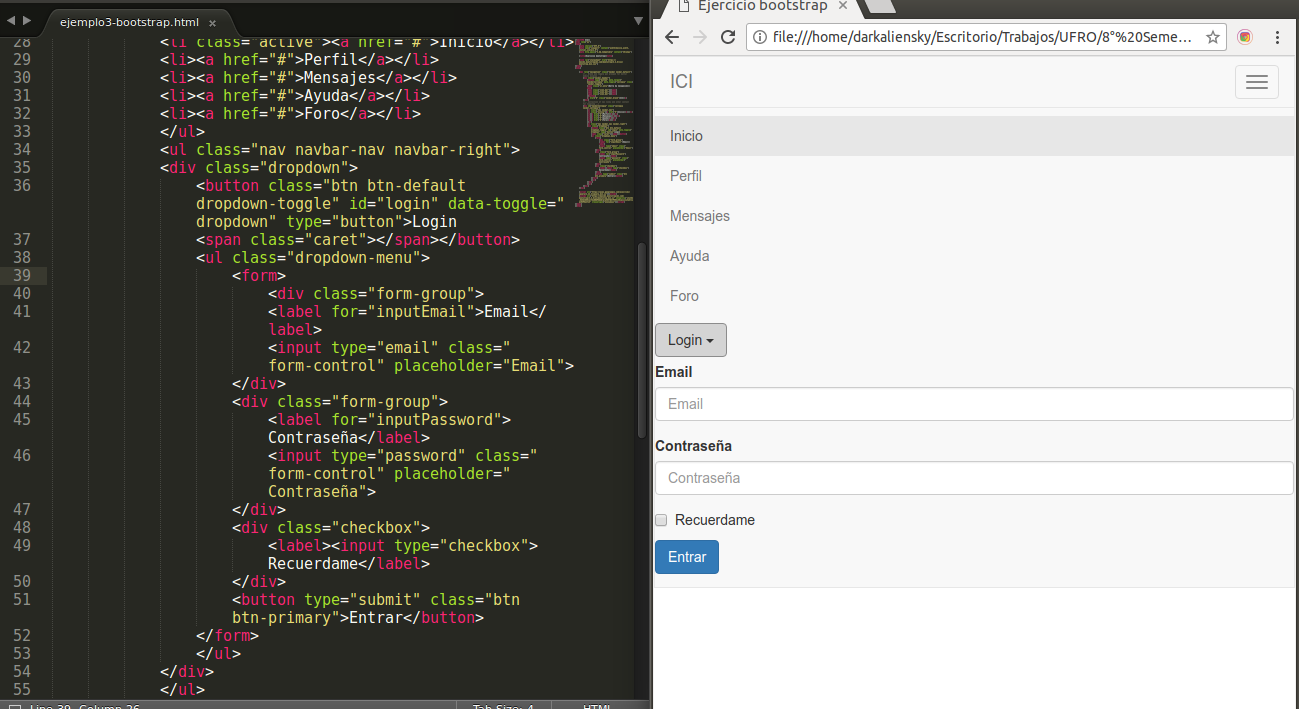 ejemplo3-bootstrap.html ×
28 <li class="active"><a href="#">Inicio</a></li>
29 <li><a href="#">Perfil</a></li>
30 <li><a href="#">Mensajes</a></li>
31 <li><a href="#">Ayuda</a></li>
32 <li><a href="#">Foro</a></li>
33 </ul>
34 <ul class="nav navbar-nav navbar-right">
35 <div class="dropdown">
36 <button class="btn btn-default
dropdown-toggle" id="login" data-toggle="
dropdown" type="button">Login
37 <span class="caret"></span></button>
38 <ul class="dropdown-menu">
39 <form>
40 <div class="form-group">
41 <label for="inputEmail">Email</
label>
42 <input type="email" class="
form-control" placeholder="Email">
43 </div>
44 <div class="form-group">
45 <label for="inputPassword">
Contraseña</label>
46 <input type="password" class="
form-control" placeholder="
Contraseña">
47 </div>
48 <div class="checkbox">
49 <label><input type="checkbox">
Recuerdame</label>
50 </div>
51 <button type="submit" class="btn
btn-primary">Entrar</button>
52 </form>
53 </ul>
54 </div>
55 </ul>
Line 39, Column 26 Tab Size: 4 HTML
Ejercicio bootstrap ×
file:///home/darkaliensky/Escritorio/Trabajos/UFRO/8°%20Seme...
ICI
Inicio
Perfil
Mensajes
Ayuda
Foro
Login
Email
Email
Contraseña
Contraseña
Recuerdame
Entrar